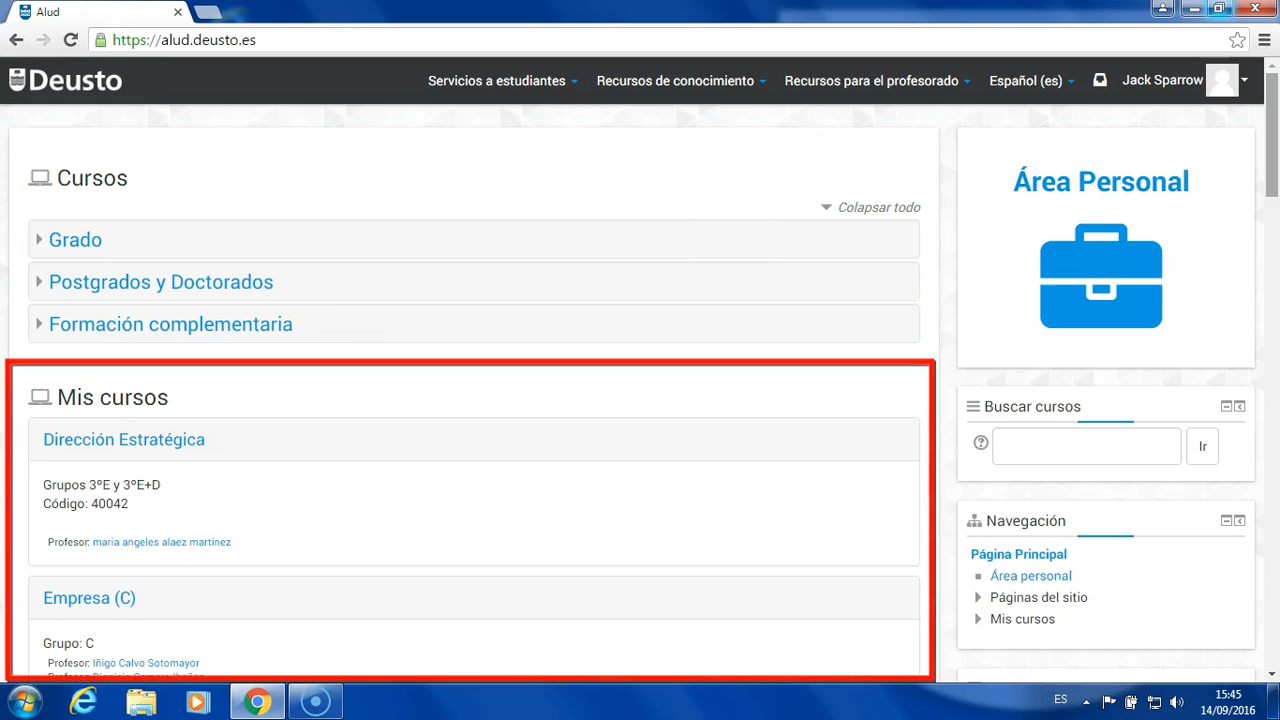 Alud
https://alud.deusto.es
Deusto
Servicios a estudiantes
Recursos de conocimiento
Recursos para el profesorado
Español (es)
Jack Sparrow
Cursos
Colapsar todo
Grado
Postgrados y Doctorados
Formación complementaria
Mis cursos
Dirección Estratégica
Grupos 3ºE y 3ºE+D
Código: 40042
Profesor: maria angeles alaez martinez
Empresa (C)
Grupo: C
Profesor: Iñigo Calvo Sotomayor
Área Personal
Buscar cursos
Ir
Navegación
Página Principal
Área personal
Páginas del sitio
Mis cursos
ES
15:45
14/09/2016